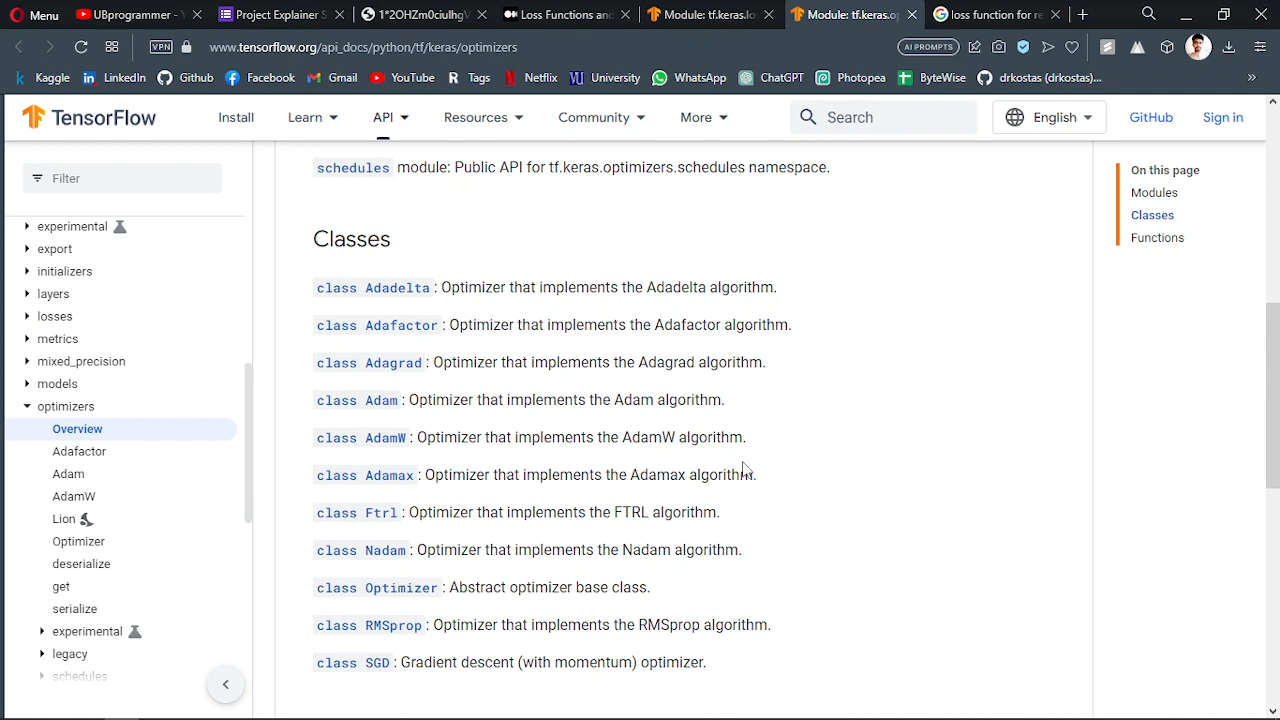 Menu
UBprogrammer -
Project Explainer S
1*2OHZm0ciuBgV
Loss Functions and
Module: tf.keras.lo
Module: tf.keras.o
loss function for re
VPN
www.tensorflow.org/api_docs/python/tf/keras/optimizers
AI PROMPTS
Kaggle
LinkedIn
Github
Facebook
Gmail
YouTube
Tags
Netflix
University
WhatsApp
ChatGPT
Photopea
ByteWise
drkostas (drkostas)...
TensorFlow
Install
Learn
API
Resources
Community
More
Search
English
GitHub
Sign in
Filter
experimental
export
initializers
layers
losses
metrics
mixed_precision
models
optimizers
Overview
Adafactor
Adam
AdamW
Lion
Optimizer
deserialize
get
serialize
experimental
legacy
schedules
schedules module: Public API for tf.keras.optimizers.schedules namespace.
Classes
class Adadelta: Optimizer that implements the Adadelta algorithm.
class Adafactor: Optimizer that implements the Adafactor algorithm.
class Adagrad: Optimizer that implements the Adagrad algorithm.
class Adam: Optimizer that implements the Adam algorithm.
class AdamW: Optimizer that implements the AdamW algorithm.
class Adamax: Optimizer that implements the Adamax algorithm.
class Ftrl: Optimizer that implements the FTRL algorithm.
class Nadam: Optimizer that implements the Nadam algorithm.
class Optimizer: Abstract optimizer base class.
class RMSprop: Optimizer that implements the RMSprop algorithm.
class SGD: Gradient descent (with momentum) optimizer.
On this page
Modules
Classes
Functions